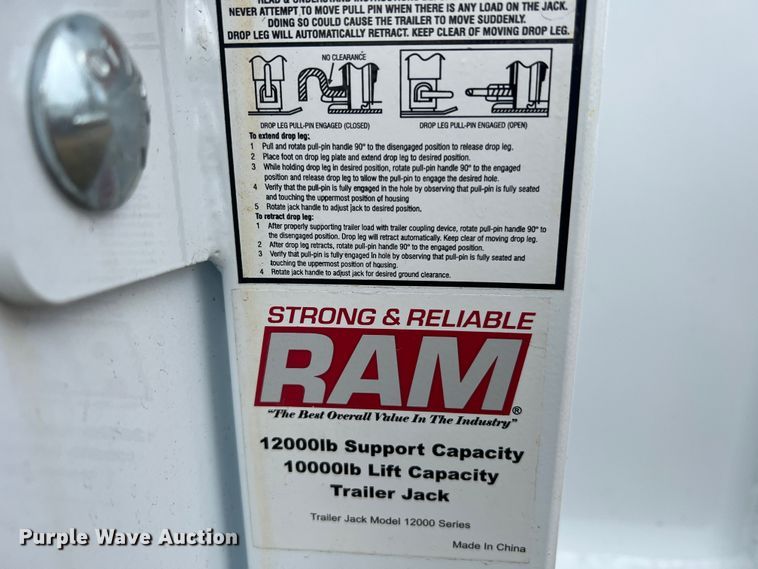 NEVER ATTEMPT TO MOVE PULL PIN WHEN THERE IS ANY LOAD ON THE JACK.
DOING SO COULD CAUSE THE TRAILER TO MOVE SUDDENLY.
DROP LEG WILL AUTOMATICALLY RETRACT. KEEP CLEAR OF MOVING DROP LEG.
NO CLEARANCE
DROP LEG PULL-PIN ENGAGED (CLOSED)
DROP LEG PULL-PIN ENGAGED (OPEN)
To extend drop leg:
1 Pull and rotate pull-pin handle 90° to the disengaged position to release drop leg.
2 Place foot on drop leg plate and extend drop leg to desired position.
3 While holding drop leg in desired position, rotate pull-pin handle 90° to the engaged
position and release drop leg to allow the pull-pin to engage the desired hole.
4 Verify that the pull-pin is fully engaged in the hole by observing that pull-pin is fully seated
and touching the uppermost position of housing
5 Rotate jack handle to adjust jack to desired position.
To retract drop leg:
1 After properly supporting trailer load with trailer coupling device, rotate pull-pin handle 90° to
the disengaged position. Drop leg will retract automatically. Keep clear of moving drop leg.
2 After drop leg retracts, rotate pull-pin handle 90° to the engaged position.
3 Verify that pull-pin is fully engaged in hole by observing that pull-pin is fully seated and
touching the uppermost position of housing.
4 Rotate jack handle to adjust jack for desired ground clearance.
STRONG & RELIABLE
RAM®
"The Best Overall Value In The Industry"
12000lb Support Capacity
10000lb Lift Capacity
Trailer Jack
Trailer Jack Model 12000 Series
Made In China
Purple Wave Auction®